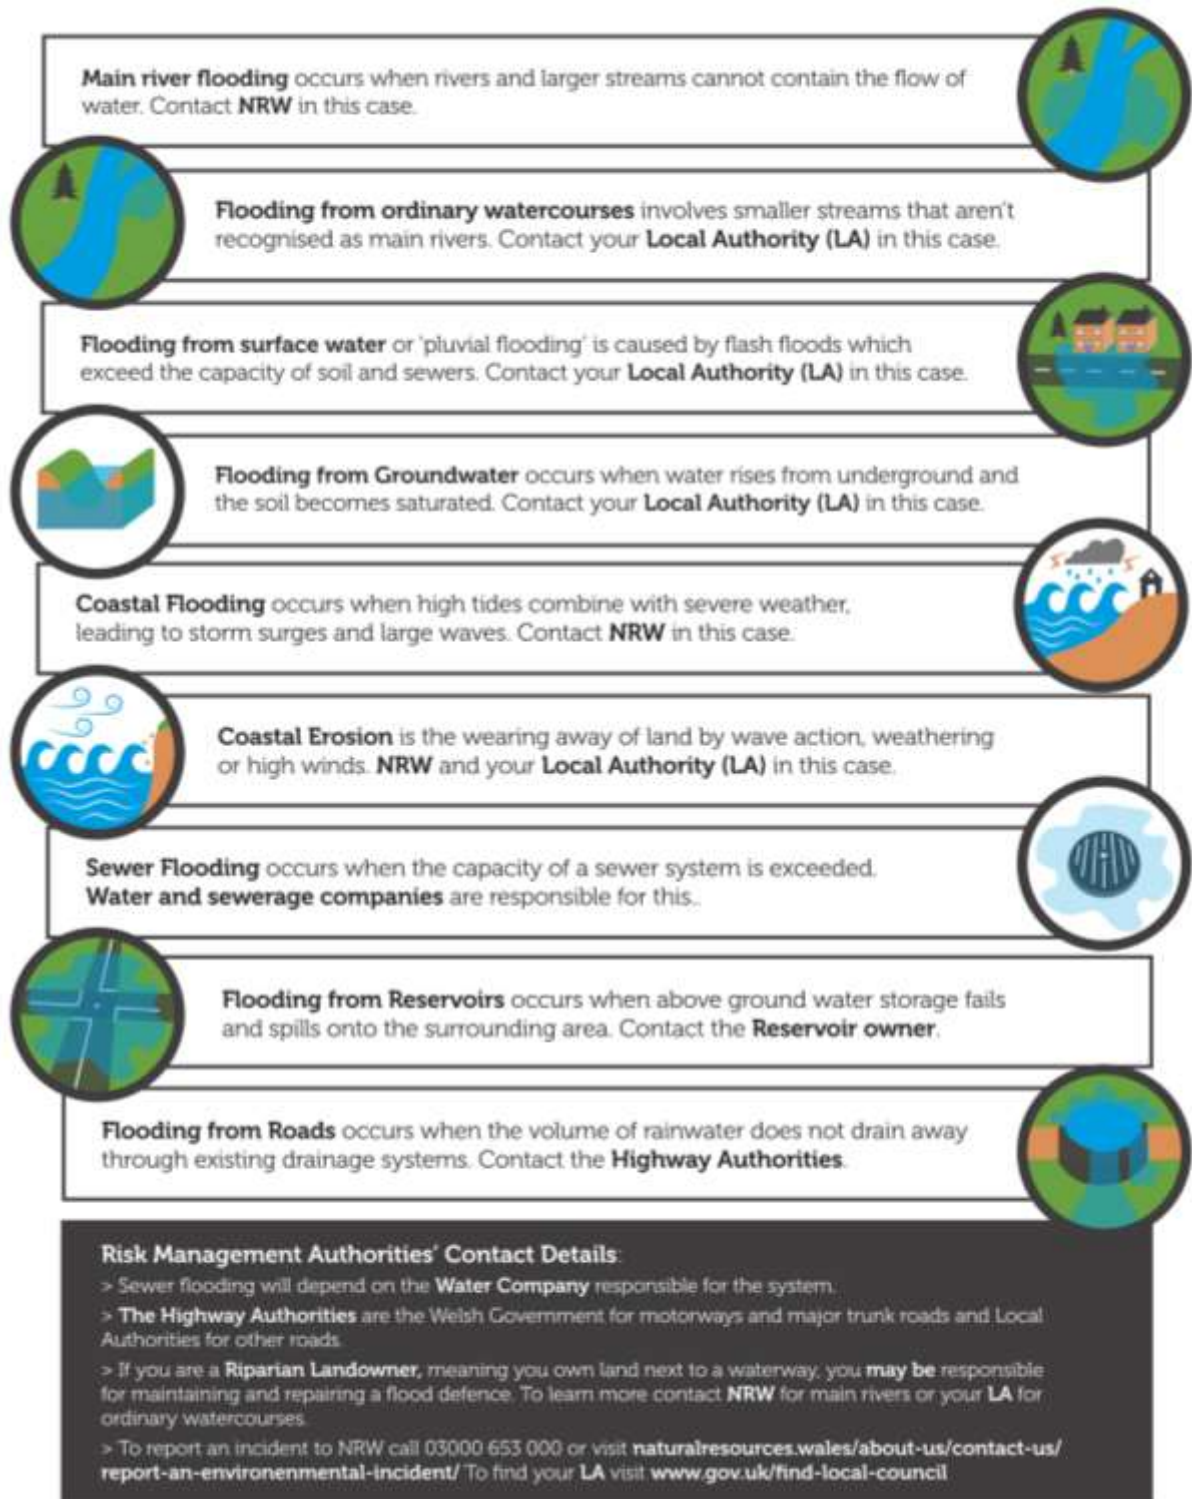 Main river flooding occurs when rivers and larger streams cannot contain the flow of
water. Contact NRW in this case.
Flooding from ordinary watercourses involves smaller streams that aren't
recognised as main rivers. Contact your Local Authority (LA) in this case.
Flooding from surface water or 'pluvial flooding' is caused by flash floods which
exceed the capacity of soil and sewers. Contact your Local Authority (LA) in this case.
Flooding from Groundwater occurs when water rises from underground and
the soil becomes saturated. Contact your Local Authority (LA) in this case.
Coastal Flooding occurs when high tides combine with severe weather,
leading to storm surges and large waves. Contact NRW in this case.
Coastal Erosion is the wearing away of land by wave action, weathering
or high winds. NRW and your Local Authority (LA) in this case.
Sewer Flooding occurs when the capacity of a sewer system is exceeded.
Water and sewerage companies are responsible for this..
Flooding from Reservoirs occurs when above ground water storage fails
and spills onto the surrounding area. Contact the Reservoir owner.
Flooding from Roads occurs when the volume of rainwater does not drain away
through existing drainage systems. Contact the Highway Authorities.
Risk Management Authorities' Contact Details:
> Sewer flooding will depend on the Water Company responsible for the system.
> The Highway Authorities are the Welsh Government for motorways and major trunk roads and Local
Authorities for other roads.
> If you are a Riparian Landowner, meaning you own land next to a waterway, you may be responsible
for maintaining and repairing a flood defence. To learn more contact NRW for main rivers or your LA for
ordinary watercourses.
> To report an incident to NRW call 03000 653 000 or visit naturalresources.wales/about-us/contact-us/
report-an-environenmental-incident/ To find your LA visit www.gov.uk/find-local-council